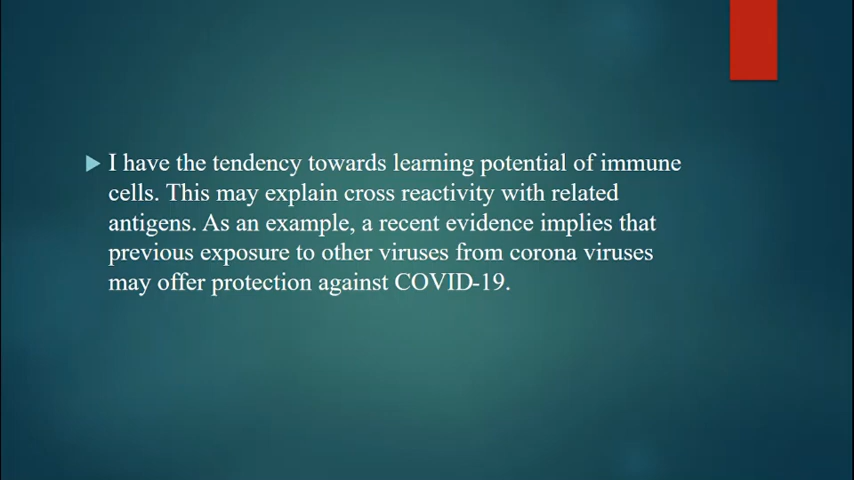 I have the tendency towards learning potential of immune
cells. This may explain cross reactivity with related
antigens. As an example, a recent evidence implies that
previous exposure to other viruses from corona viruses
may offer protection against COVID-19.